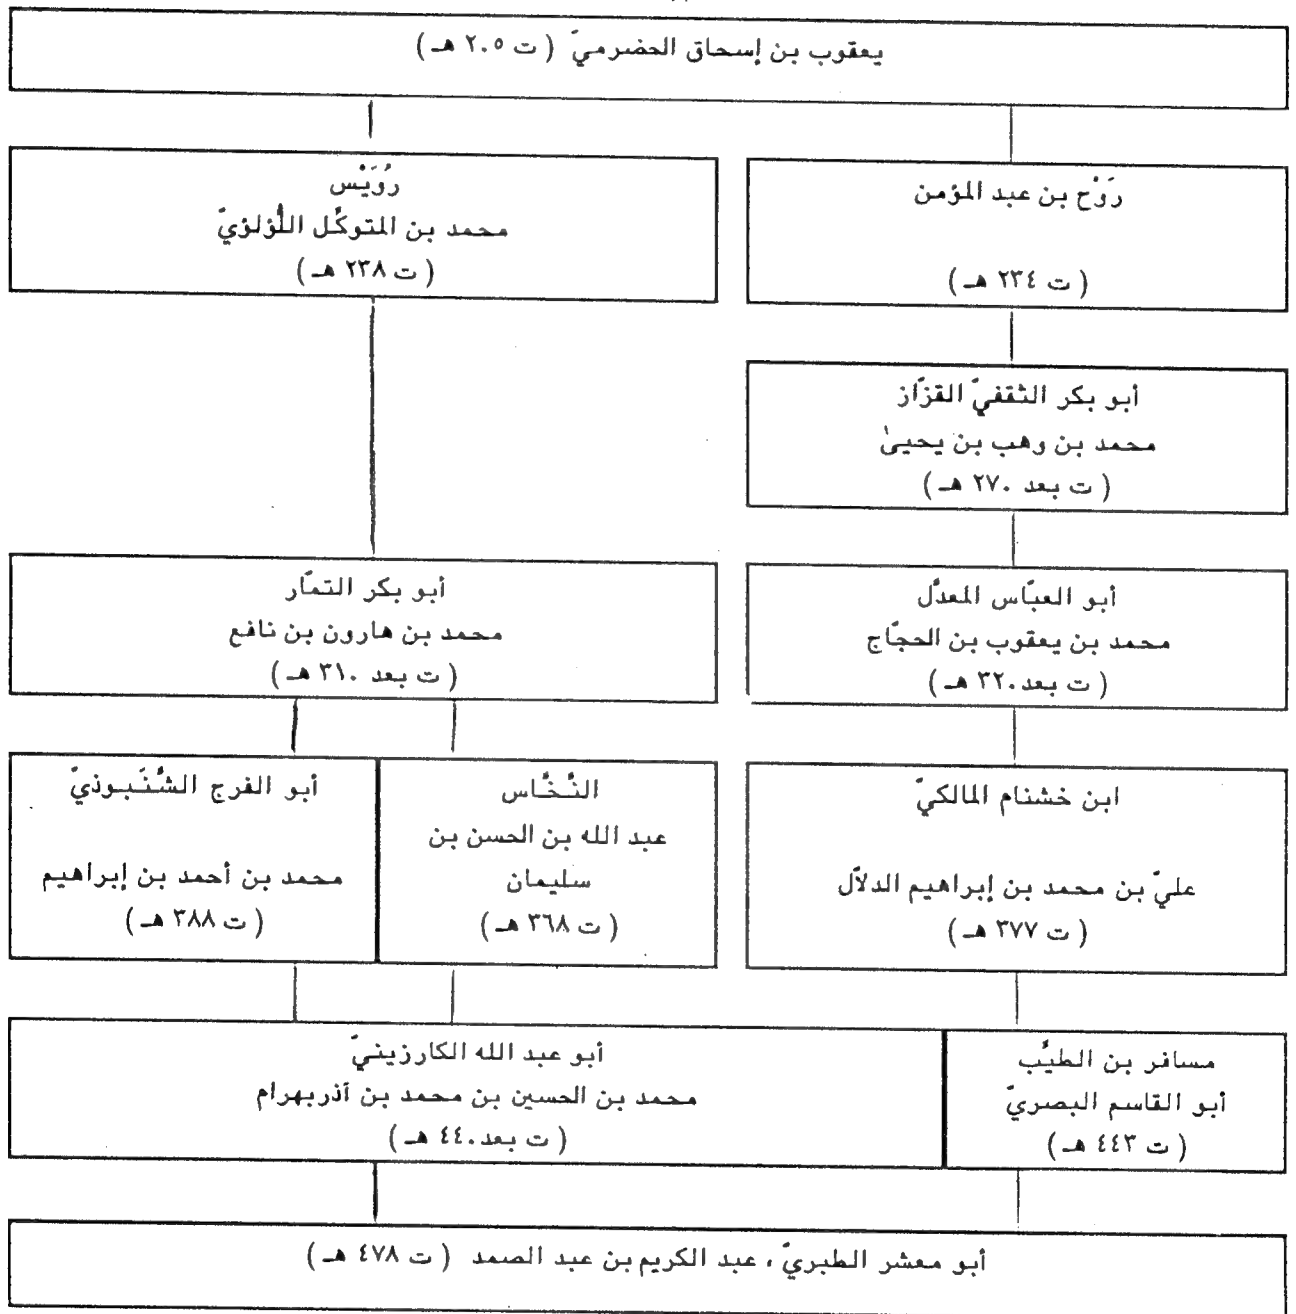 يعقوب بن إسحاق الحضرميّ ( ت ٢٠٥ هـ )
رَوْح بن عبد المؤمن
( ت ٢٣٤ هـ )
رُوَيْس
محمد بن المتوكِّل اللُّؤلؤيّ
( ت ٢٣٨ هـ )
أبو بكر الثقفيّ القزّاز
محمد بن وهب بن يحيىٰ
( ت بعد ٢٧٠ هـ )
أبو العبّاس المعدَّل
محمد بن يعقوب بن الحجّاج
( ت بعد ٣٢٠ هـ )
أبو بكر التمّار
محمد بن هارون بن نافع
( ت بعد ٣١٠ هـ )
ابن خشنام المالكيّ
عليّ بن محمد بن إبراهيم الدلاّل
( ت ٣٧٧ هـ )
النَّخَّاس
عبد الله بن الحسن بن
سليمان
( ت ٣٦٨ هـ )
أبو الفرج الشَّنَبوذيّ
محمد بن أحمد بن إبراهيم
( ت ٣٨٨ هـ )
مسافر بن الطيِّب
أبو القاسم البصريّ
( ت ٤٤٣ هـ )
أبو عبد الله الكارزينيّ
محمد بن الحسين بن محمد بن آذربهرام
( ت بعد ٤٤٠ هـ )
أبو معشر الطبريّ ، عبد الكريم بن عبد الصمد ( ت ٤٧٨ هـ )